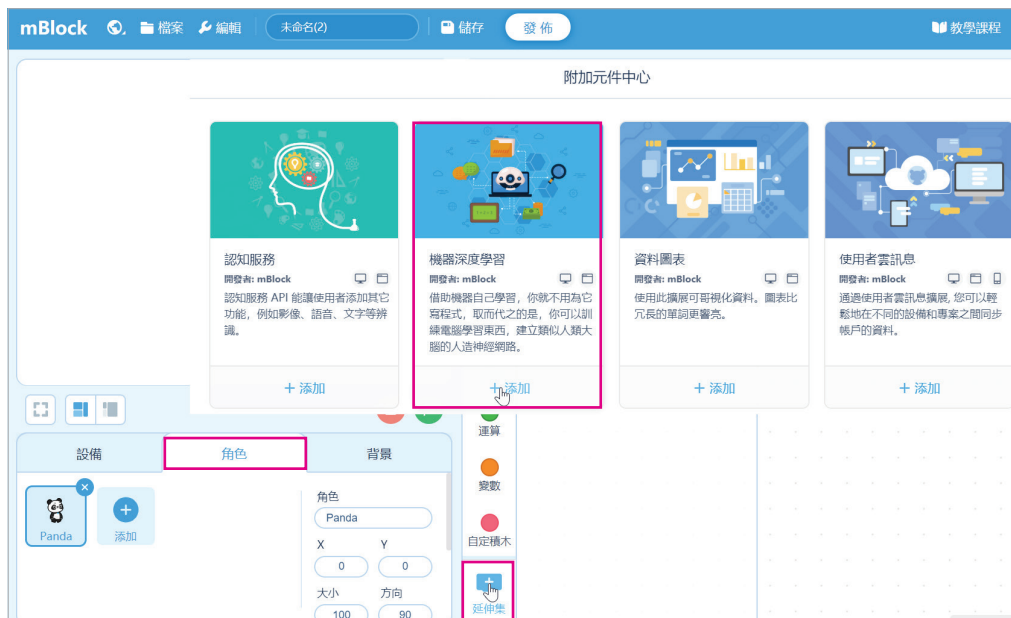 mBlock 檔案 編輯 未命名(2) 儲存 發佈 教學課程
附加元件中心
認知服務
開發者: mBlock
認知服務 API 能讓使用者添加其它
功能，例如影像、語音、文字等辨
識。
+ 添加
機器深度學習
開發者: mBlock
借助機器自己學習，你就不用為它
寫程式，取而代之的是，你可以訓
練電腦學習東西，建立類似人類大
腦的人造神經網路。
+ 添加
資料圖表
開發者: mBlock
使用此擴展可視化資料。圖表比
冗長的單詞更響亮。
+ 添加
使用者雲訊息
開發者: mBlock
通過使用者雲訊息擴展, 您可以輕
鬆地在不同的設備和專案之間同步
帳戶的資料。
+ 添加
設備 角色 背景
Panda
添加
角色
Panda
X Y
0 0
大小 方向
100 90
運算
變數
自定積木
延伸集